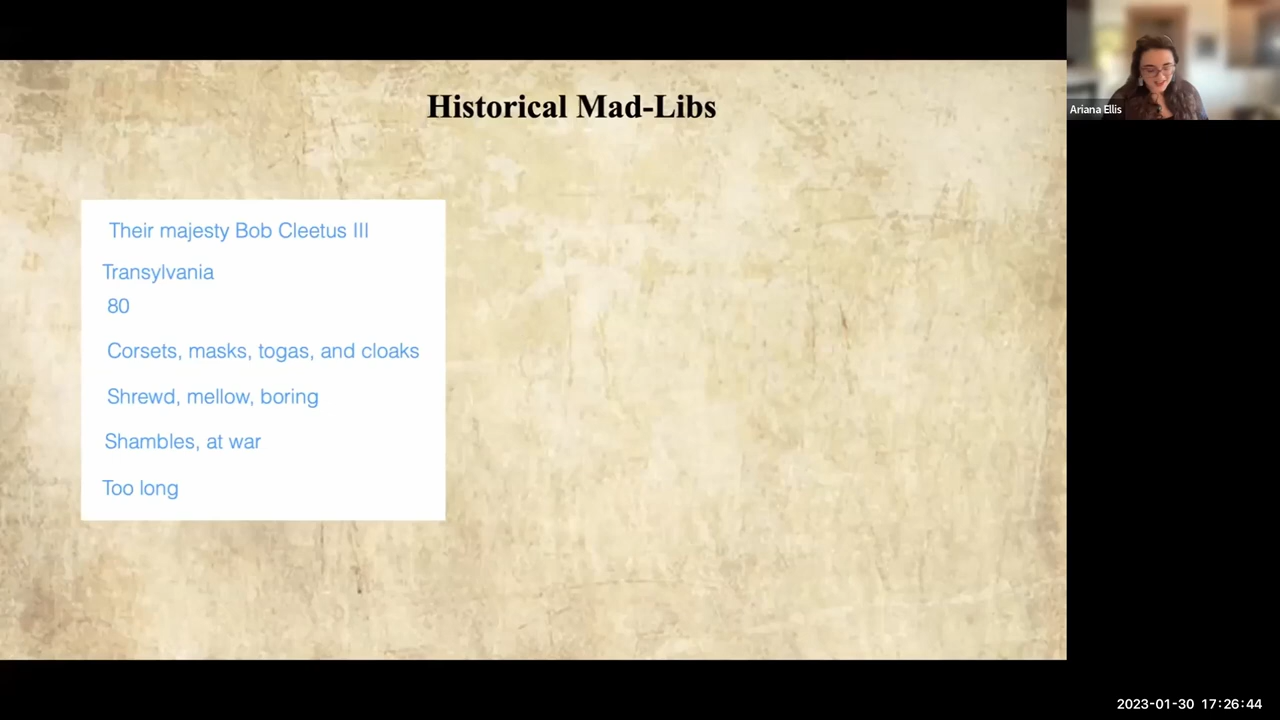 Historical Mad-Libs
Ariana Ellis
Their majesty Bob Cleetus III
Transylvania
80
Corsets, masks, togas, and cloaks
Shrewd, mellow, boring
Shambles, at war
Too long
2023-01-30 17:26:44